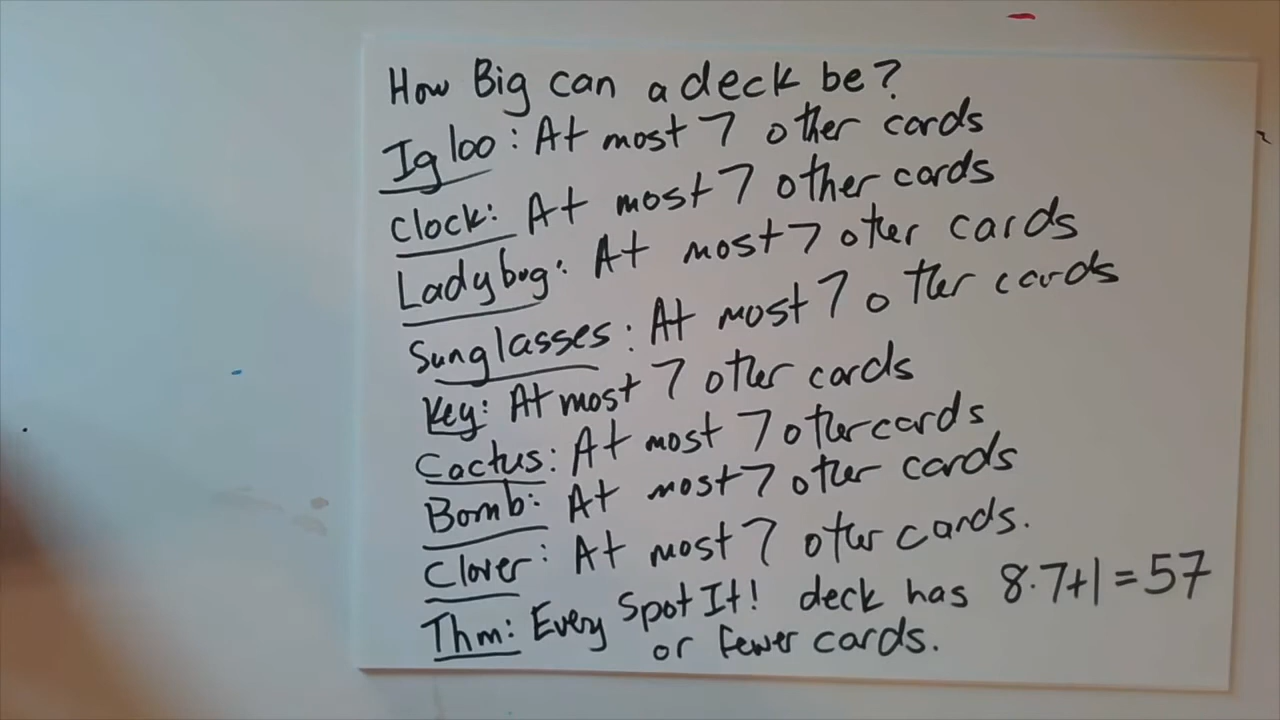 How Big can a deck be?
Igloo: At most 7 other cards
Clock: At most 7 other cards
Ladybug: At most 7 other cards
Sunglasses: At most 7 other cards
Key: At most 7 other cards
Cactus: At most 7 other cards
Bomb: At most 7 other cards
Clover: At most 7 other cards.
Thm: Every Spot It! deck has 8·7+1=57
or fewer cards.